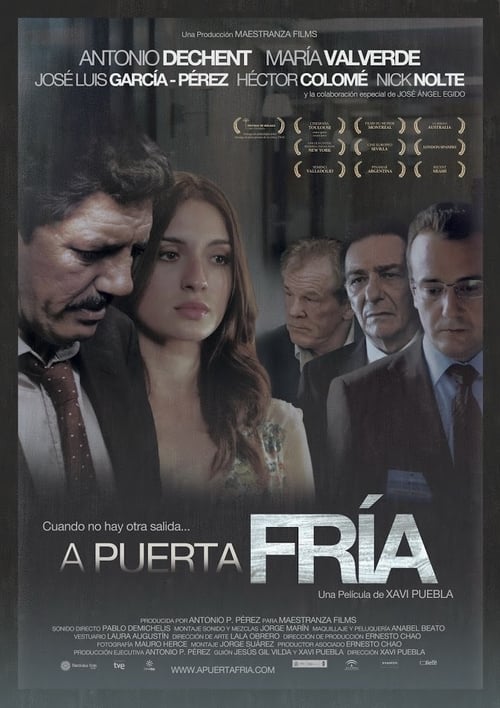 Una Producción MAESTRANZA FILMS
ANTONIO DECHENT MARÍA VALVERDE
JOSÉ LUIS GARCÍA-PÉREZ HÉCTOR COLOMÉ NICK NOLTE
y la colaboración especial de JOSÉ ÁNGEL EGIDO
TOULOUSE
MONTREAL
AUSTRALIA
NEW YORK
SEVILLA
LONDON SPANISH
VALLADOLID
ARGENTINA
MIAMI
Cuando no hay otra salida...
A PUERTA FRÍA
Una Película de XAVI PUEBLA
PRODUCIDA POR ANTONIO P. PÉREZ PARA MAESTRANZA FILMS
SONIDO DIRECTO PABLO DEMICHELIS MONTAJE SONIDO Y MEZCLAS JORGE MARÍN MAQUILLAJE Y PELUQUERÍA ANABEL BEATO
VESTUARIO LAURA AUGUSTÍN DIRECCIÓN DE ARTE LALA OBRERO DIRECCIÓN DE PRODUCCIÓN ERNESTO CHAO
FOTOGRAFÍA MAURO HERCE MONTAJE JORGE SUÁREZ PRODUCTOR ASOCIADO ERNESTO CHAO
PRODUCCIÓN EJECUTIVA ANTONIO P. PÉREZ GUIÓN JESÚS GIL VILDA Y XAVI PUEBLA DIRECCIÓN XAVI PUEBLA
tve
WWW.APUERTAFRIA.COM